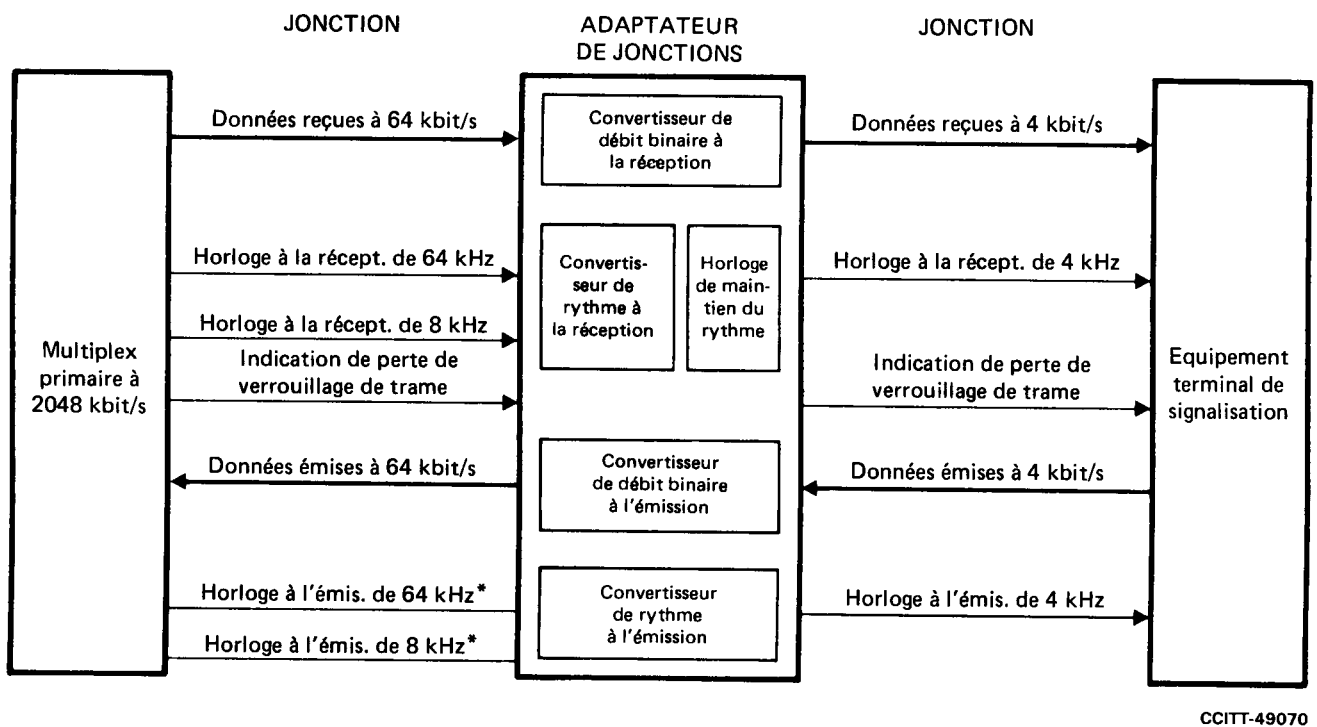 JONCTION
ADAPTATEUR
DE JONCTIONS
JONCTION
Données reçues à 64 kbit/s
Convertisseur de
débit binaire à
la réception
Données reçues à 4 kbit/s
Horloge à la récept. de 64 kHz
Horloge à la récept. de 8 kHz
Convertis-
seur de
rythme à
la réception
Horloge
de main-
tien du
rythme
Horloge à la récept. de 4 kHz
Multiplex
primaire à
2048 kbit/s
Indication de perte de
verrouillage de trame
Indication de perte de
verrouillage de trame
Equipement
terminal de
signalisation
Données émises à 64 kbit/s
Convertisseur
de débit binaire
à l'émission
Données émises à 4 kbit/s
Horloge à l'émis. de 64 kHz*
Horloge à l'émis. de 8 kHz*
Convertisseur
de rythme
à l'émission
Horloge à l'émis. de 4 kHz
CCITT-49070